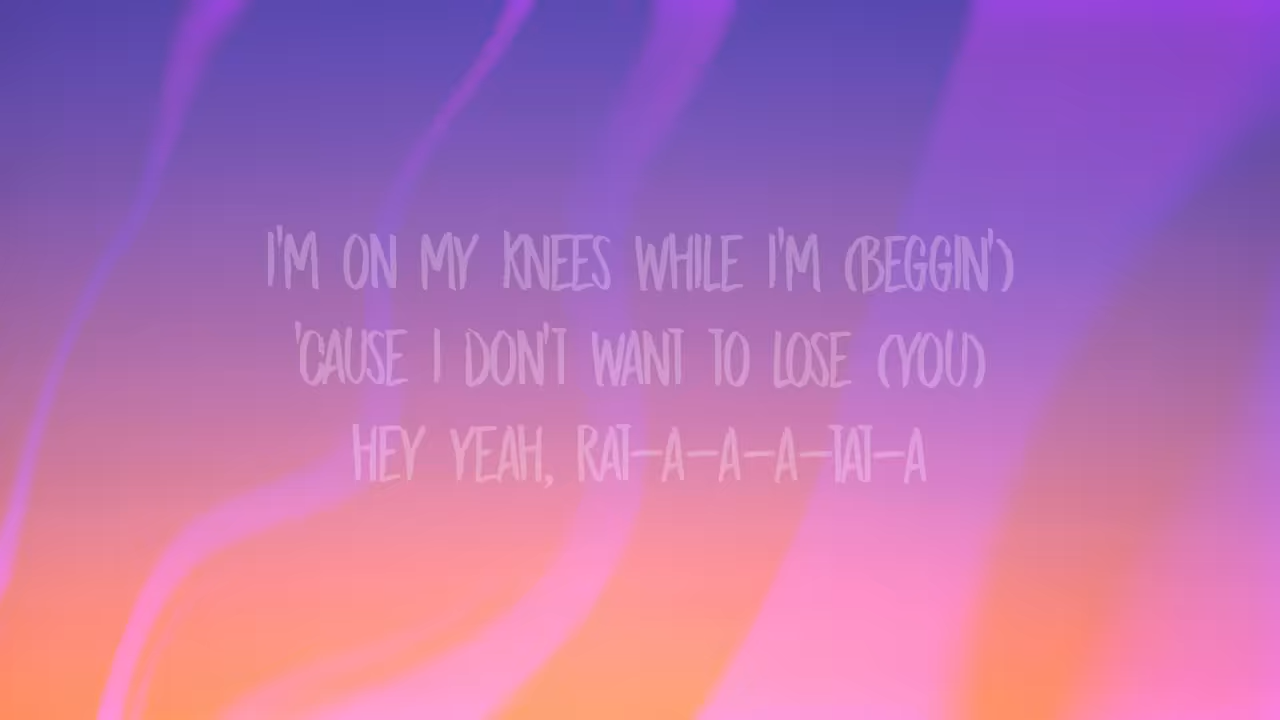 I'M ON MY KNEES WHILE I'M (BEGGIN')
'CAUSE I DON'T WANT TO LOSE (YOU)
HEY YEAH, RAT-A-A-A-TAT-A